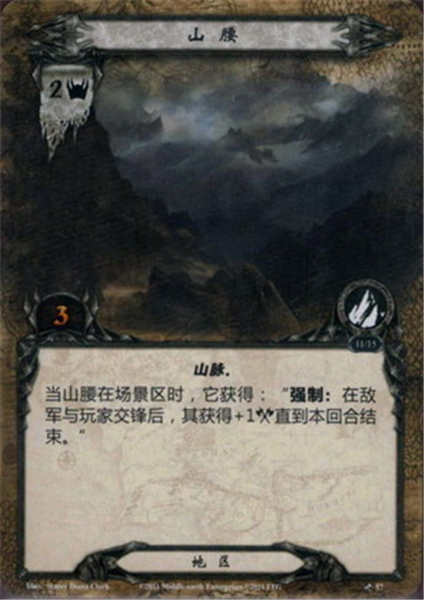 山腰
2
3
11/15
山脉.
当山腰在场景区时，它获得：“强制：在敌
军与玩家交锋后，其获得+1直到本回合结
束。“
地区